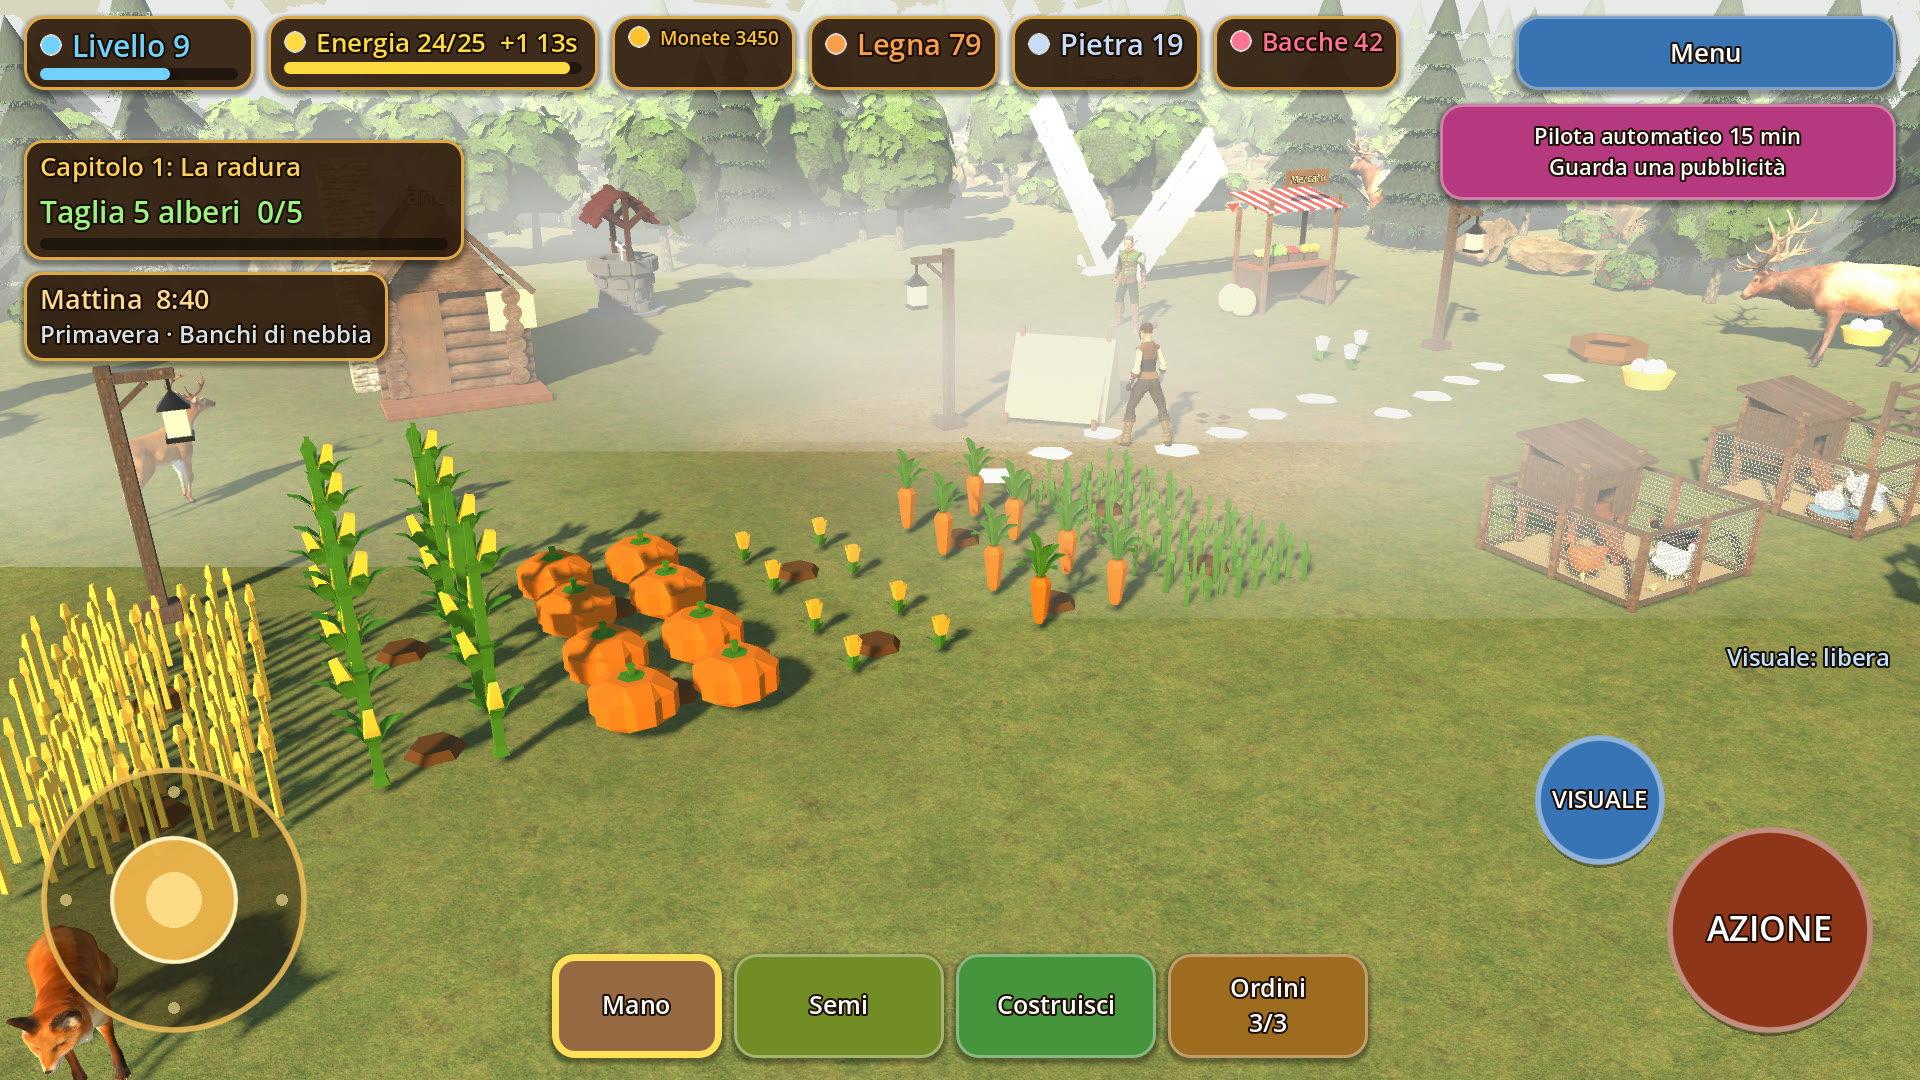 Livello 9
Energia 24/25 +1 13s
Monete 3450
Legna 79
Pietra 19
Bacche 42
Menu
Pilota automatico 15 min
Guarda una pubblicità
Capitolo 1: La radura
Taglia 5 alberi 0/5
Mattina 8:40
Primavera · Banchi di nebbia
Mercato
Visuale: libera
VISUALE
AZIONE
Mano
Semi
Costruisci
Ordini
3/3